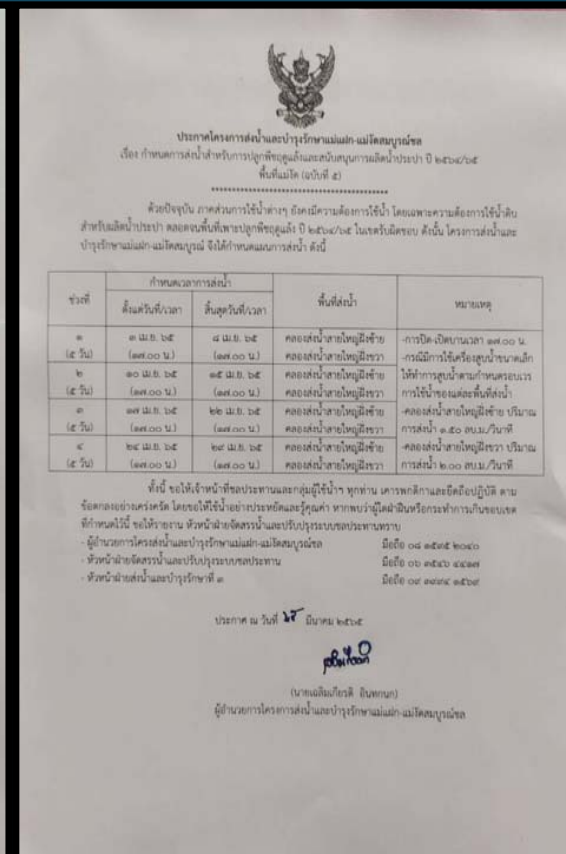 ประกาศโครงการส่งน้ำและบำรุงรักษาแม่แฝก-แม่งัดสมบูรณ์ชล
เรื่อง กำหนดการส่งน้ำสำหรับการปลูกพืชฤดูแล้งและสนับสนุนการผลิตน้ำประปา ปี ๒๕๖๔/๖๕
พื้นที่แม่งัด (ฉบับที่ ๕)
********************************************
ด้วยปัจจุบัน ภาคส่วนการใช้น้ำต่างๆ ยังคงมีความต้องการใช้น้ำ โดยเฉพาะความต้องการใช้น้ำดิบ
สำหรับผลิตน้ำประปา ตลอดจนพื้นที่เพาะปลูกพืชฤดูแล้ง ปี ๒๕๖๔/๖๕ ในเขตรับผิดชอบ ดังนั้น โครงการส่งน้ำและ
บำรุงรักษาแม่แฝก-แม่งัดสมบูรณ์ จึงได้กำหนดแผนการส่งน้ำ ดังนี้
ช่วงที่ กำหนดเวลาการส่งน้ำ พื้นที่ส่งน้ำ หมายเหตุ
ตั้งแต่วันที่/เวลา สิ้นสุดวันที่/เวลา
๑ ๓ เม.ย. ๖๕ ๘ เม.ย. ๖๕ คลองส่งน้ำสายใหญ่ฝั่งซ้าย -การปิด-เปิดบานเวลา ๑๗.๐๐ น.
(๕ วัน) (๑๗.๐๐ น.) (๑๗.๐๐ น.) คลองส่งน้ำสายใหญ่ฝั่งขวา -กรณีมีการใช้เครื่องสูบน้ำขนาดเล็ก
๒ ๑๐ เม.ย. ๖๕ ๑๕ เม.ย. ๖๕ คลองส่งน้ำสายใหญ่ฝั่งซ้าย ให้ทำการสูบน้ำตามกำหนดรอบเวร
(๕ วัน) (๑๗.๐๐ น.) (๑๗.๐๐ น.) คลองส่งน้ำสายใหญ่ฝั่งขวา การใช้น้ำของแต่ละพื้นที่ส่งน้ำ
๓ ๑๗ เม.ย. ๖๕ ๒๒ เม.ย. ๖๕ คลองส่งน้ำสายใหญ่ฝั่งซ้าย -คลองส่งน้ำสายใหญ่ฝั่งซ้าย ปริมาณ
(๕ วัน) (๑๗.๐๐ น.) (๑๗.๐๐ น.) คลองส่งน้ำสายใหญ่ฝั่งขวา การส่งน้ำ ๑.๕๐ ลบ.ม./วินาที
๔ ๒๔ เม.ย. ๖๕ ๒๙ เม.ย. ๖๕ คลองส่งน้ำสายใหญ่ฝั่งซ้าย -คลองส่งน้ำสายใหญ่ฝั่งขวา ปริมาณ
(๕ วัน) (๑๗.๐๐ น.) (๑๗.๐๐ น.) คลองส่งน้ำสายใหญ่ฝั่งขวา การส่งน้ำ ๒.๐๐ ลบ.ม./วินาที
ทั้งนี้ ขอให้เจ้าหน้าที่ชลประทานและกลุ่มผู้ใช้น้ำฯ ทุกท่าน เคารพกติกาและยึดถือปฏิบัติ ตาม
ข้อตกลงอย่างเคร่งครัด โดยขอให้ใช้น้ำอย่างประหยัดและรู้คุณค่า หากพบว่าผู้ใดฝ่าฝืนหรือกระทำการเกินขอบเขต
ที่กำหนดไว้นี้ ขอให้รายงาน หัวหน้าฝ่ายจัดสรรน้ำและปรับปรุงระบบชลประทานทราบ
- ผู้อำนวยการโครงส่งน้ำและบำรุงรักษาแม่แฝก-แม่งัดสมบูรณ์ชล มือถือ ๐๘ ๑๕๙๕ ๒๐๔๐
- หัวหน้าฝ่ายจัดสรรน้ำและปรับปรุงระบบชลประทาน มือถือ ๐๖ ๓๕๔๖ ๔๔๑๗
- หัวหน้าฝ่ายส่งน้ำและบำรุงรักษาที่ ๓ มือถือ
ประกาศ ณ วันที่ มีนาคม ๒๕๖๕
(นายเฉลิมเกียรติ อินทกนก)
ผู้อำนวยการโครงการส่งน้ำและบำรุงรักษาแม่แฝก-แม่งัดสมบูรณ์ชล